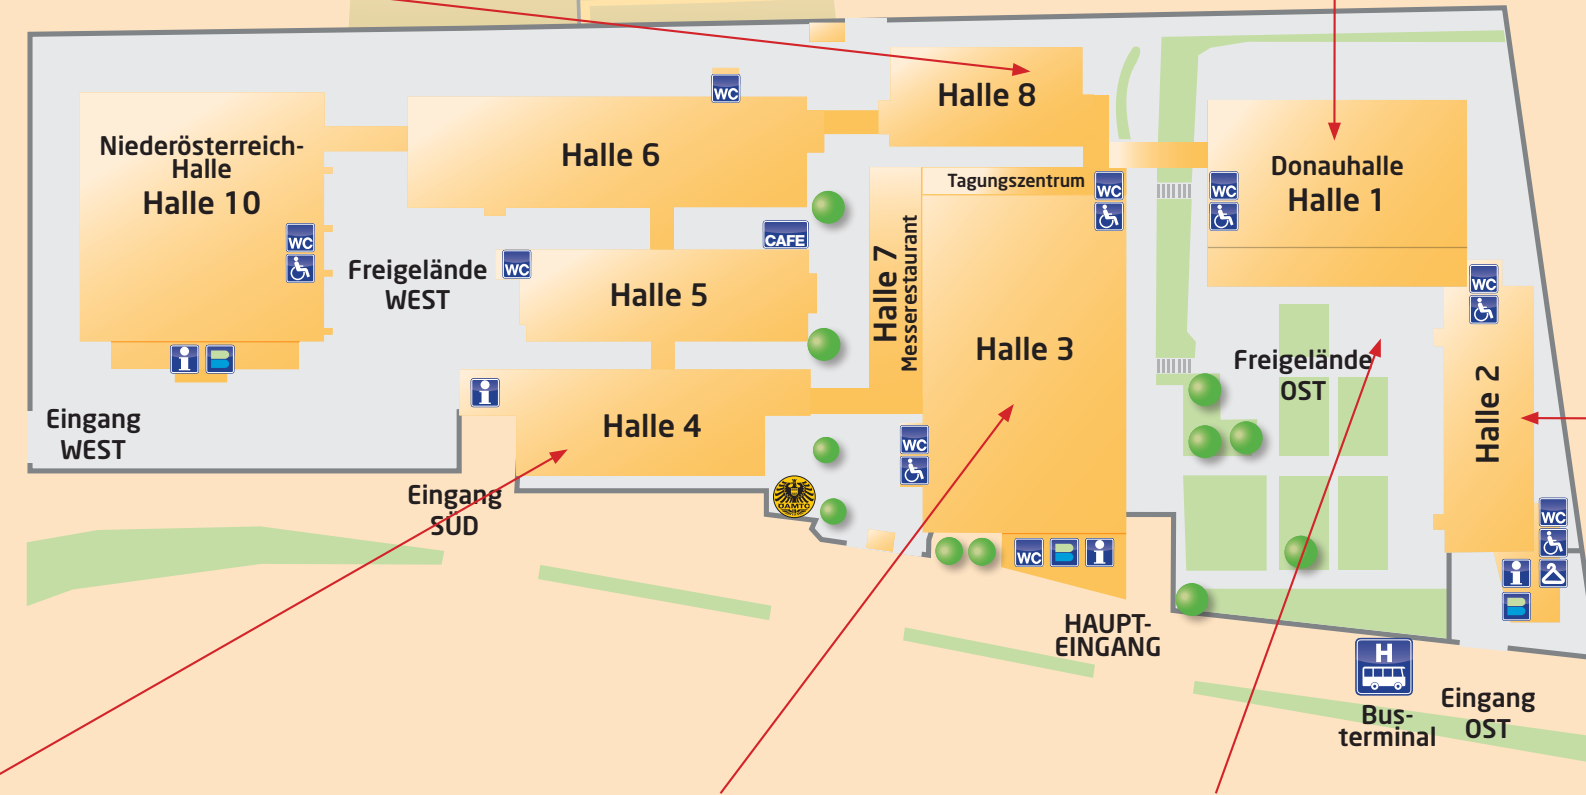 WC
Halle 8
Niederösterreich-
Halle
Halle 10
Halle 6
Donauhalle
Halle 1
Tagungszentrum
WC
WC
WC
CAFE
WC
Freigelände
WEST
Halle 5
Halle 7
Messerestaurant
Halle 3
WC
Freigelände
OST
Halle 2
i
i
Eingang
WEST
Halle 4
WC
Eingang
SÜD
ÖAMTC
WC
i
WC
i
HAUPT-
EINGANG
H
Bus-
terminal
Eingang
OST